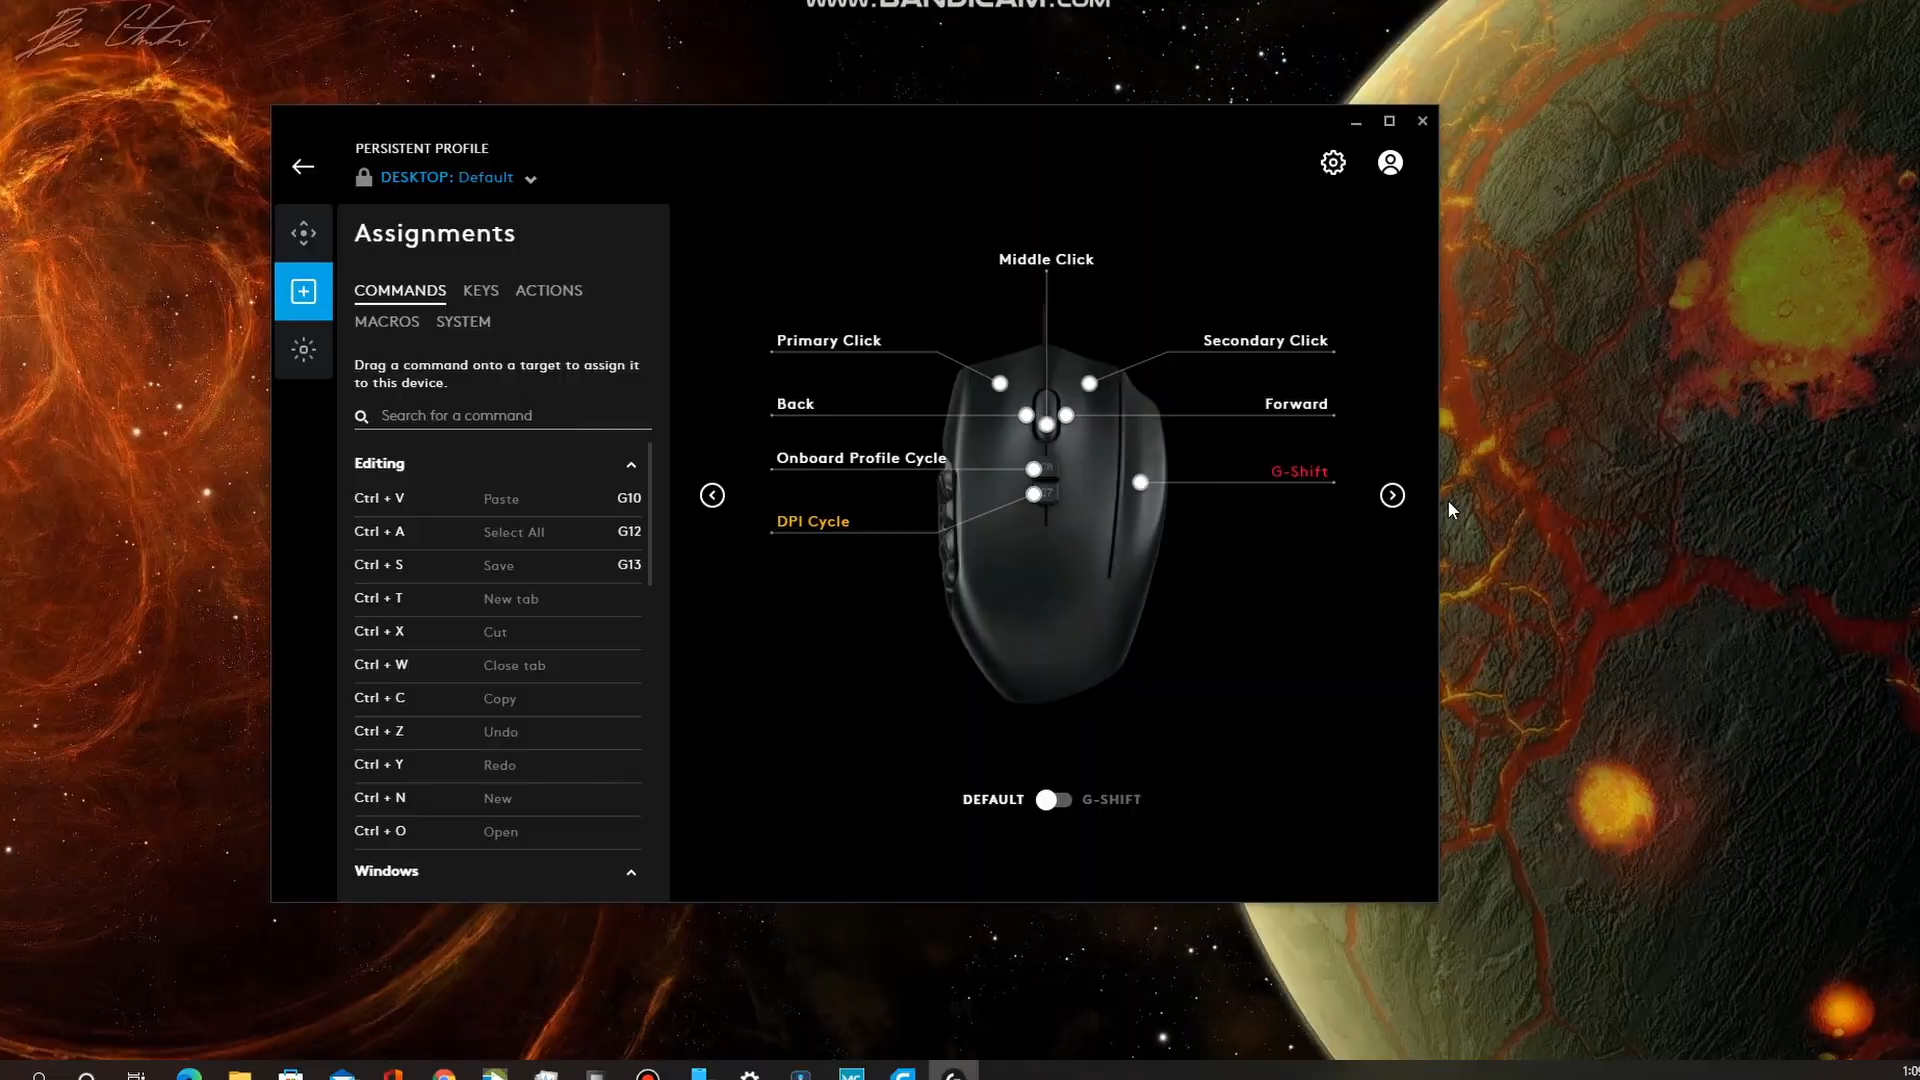 www.BANDICAM.com
PERSISTENT PROFILE
DESKTOP: Default
Assignments
COMMANDS KEYS ACTIONS
MACROS SYSTEM
Drag a command onto a target to assign it
to this device.
Search for a command
Editing
Ctrl + V Paste G10
Ctrl + A Select All G12
Ctrl + S Save G13
Ctrl + T New tab
Ctrl + X Cut
Ctrl + W Close tab
Ctrl + C Copy
Ctrl + Z Undo
Ctrl + Y Redo
Ctrl + N New
Ctrl + O Open
Windows
Middle Click
Primary Click
Secondary Click
Back
Forward
Onboard Profile Cycle
G-Shift
DPI Cycle
DEFAULT G-SHIFT